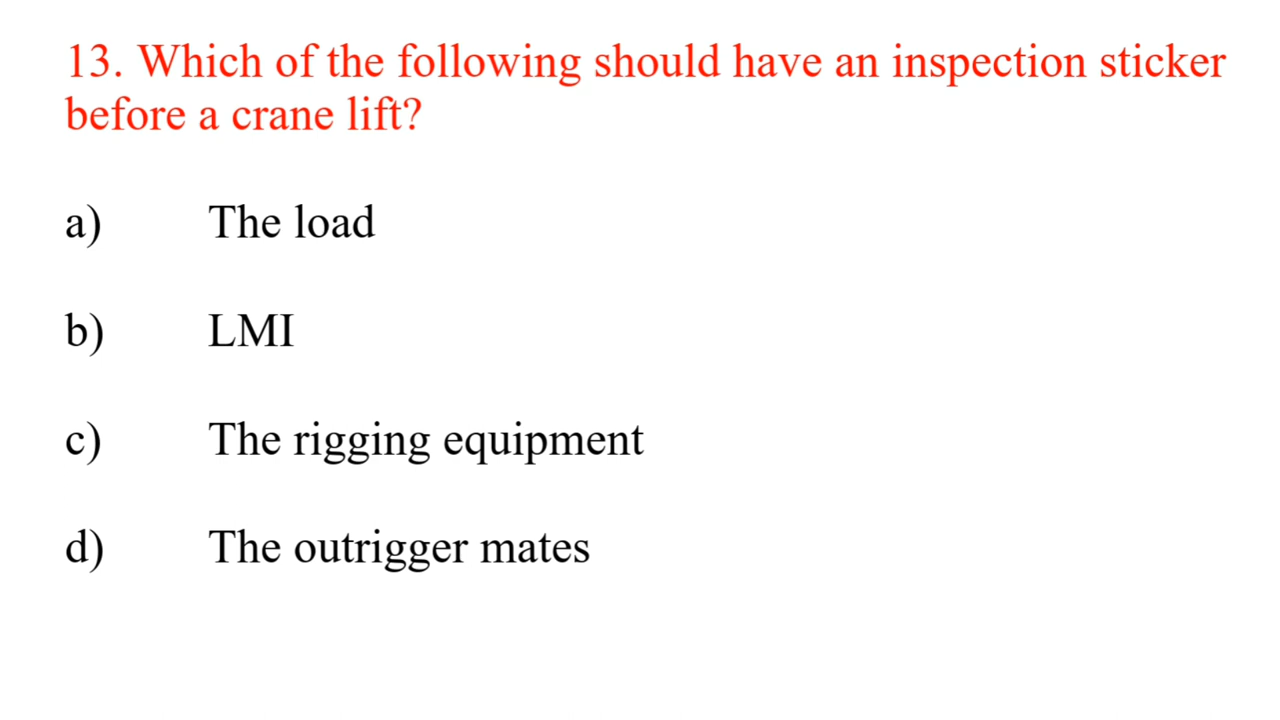 13. Which of the following should have an inspection sticker
before a crane lift?
a) The load
b) LMI
c) The rigging equipment
d) The outrigger mates